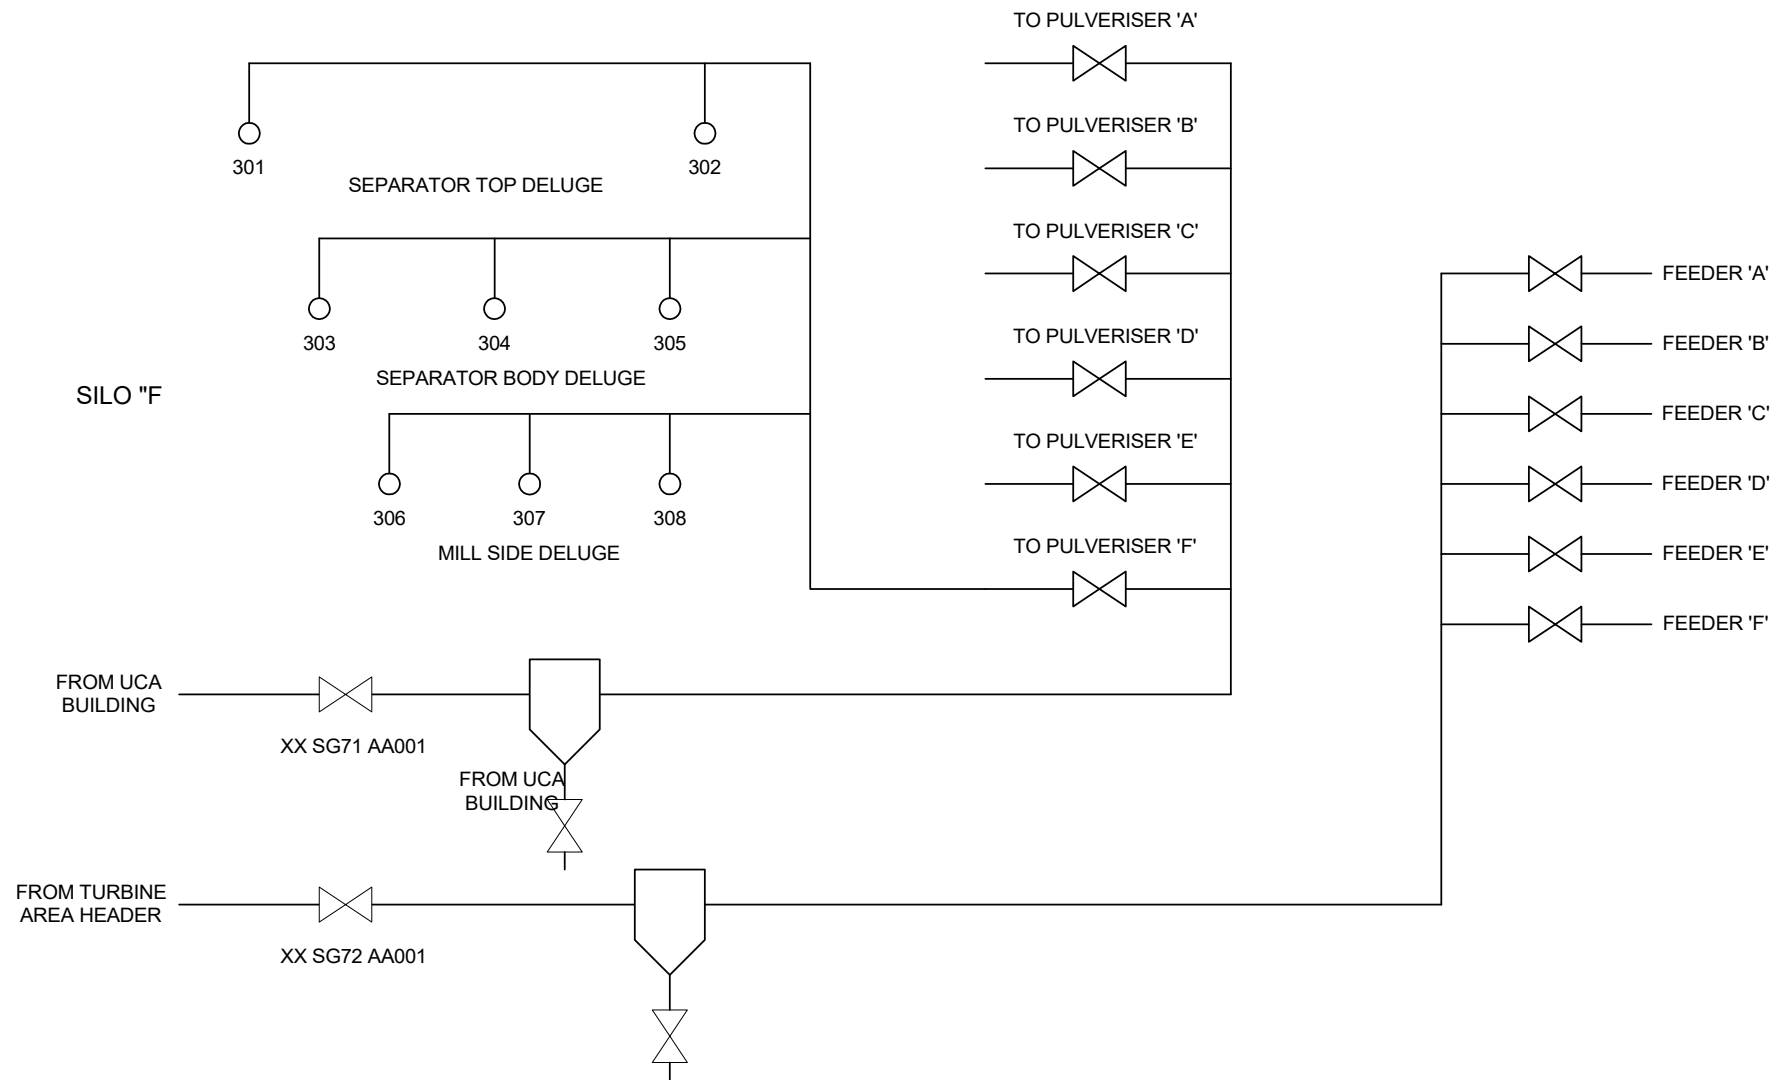 TO PULVERISER 'A'
301
302
SEPARATOR TOP DELUGE
TO PULVERISER 'B'
303
304
305
SEPARATOR BODY DELUGE
TO PULVERISER 'C'
TO PULVERISER 'D'
SILO "F
306
307
308
MILL SIDE DELUGE
TO PULVERISER 'E'
TO PULVERISER 'F'
FEEDER 'A'
FEEDER 'B'
FEEDER 'C'
FEEDER 'D'
FEEDER 'E'
FEEDER 'F'
FROM UCA
BUILDING
XX SG71 AA001
FROM UCA
BUILDING
FROM TURBINE
AREA HEADER
XX SG72 AA001